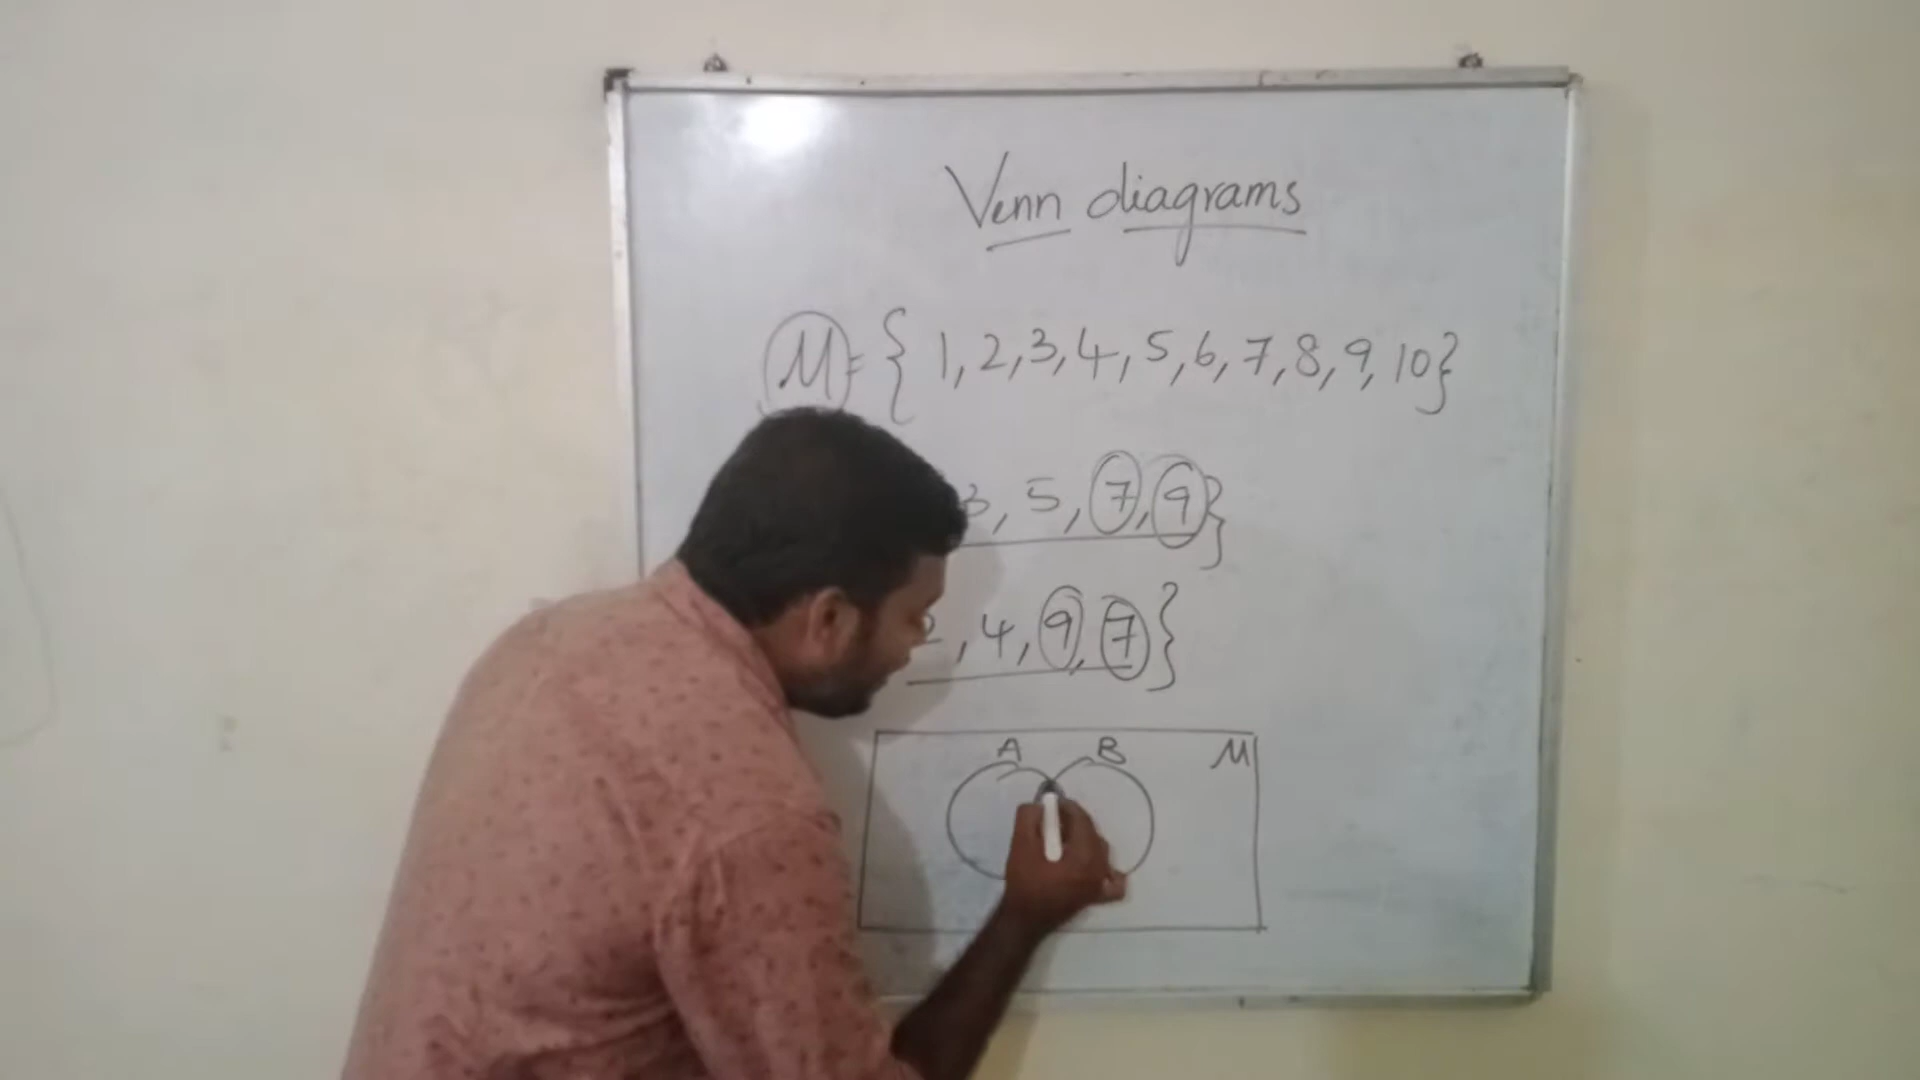 Venn diagrams
M = { 1, 2, 3, 4, 5, 6, 7, 8, 9, 10 }
3, 5, 7, 9 }
2, 4, 9, 7 }
A B M